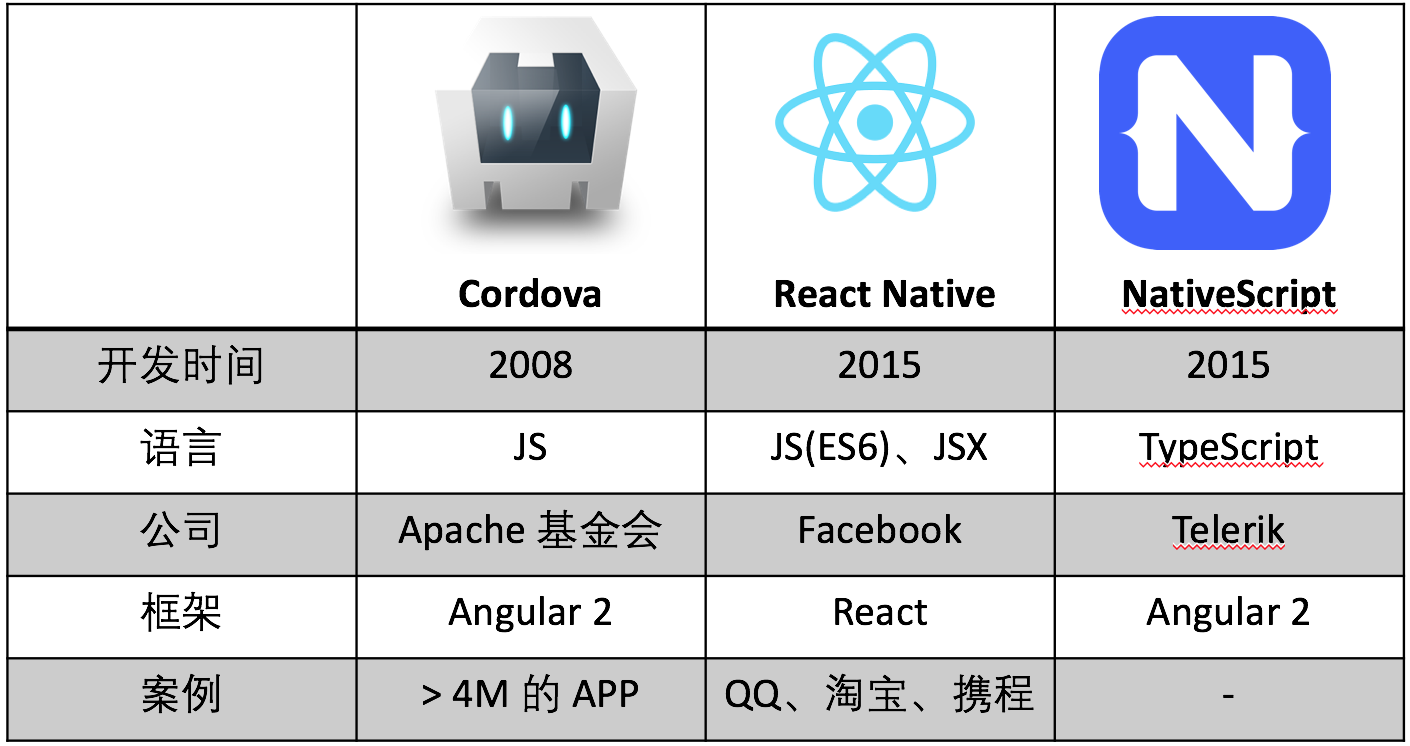 Cordova React Native NativeScript
开发时间 2008 2015 2015
语言 JS JS(ES6)、JSX TypeScript
公司 Apache 基金会 Facebook Telerik
框架 Angular 2 React Angular 2
案例 > 4M 的 APP QQ、淘宝、携程 -